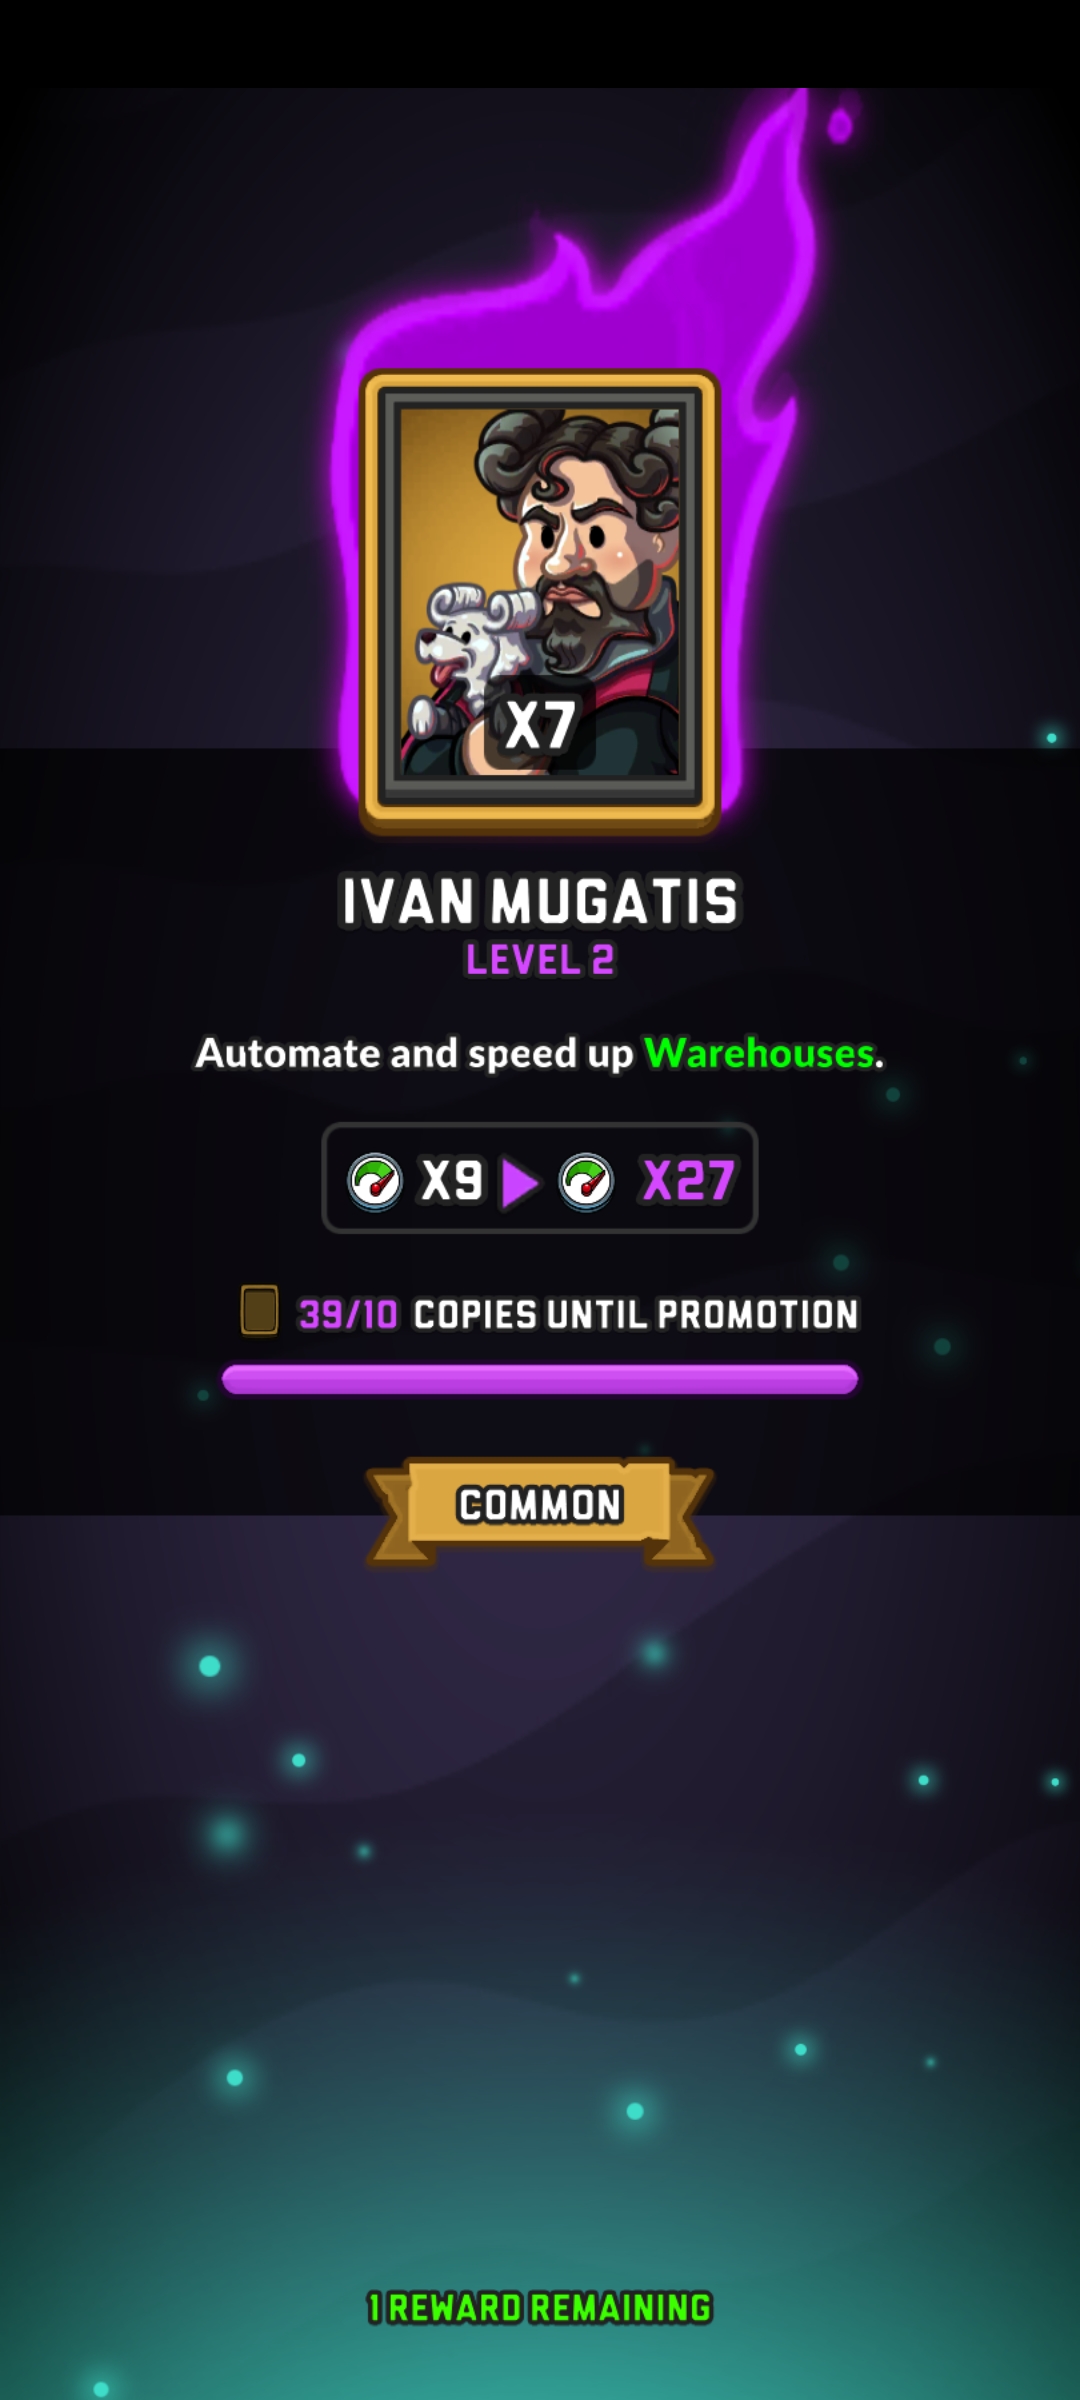 X7
IVAN MUGATIS
LEVEL 2
Automate and speed up Warehouses.
X9 X27
39/10 COPIES UNTIL PROMOTION
COMMON
1 REWARD REMAINING